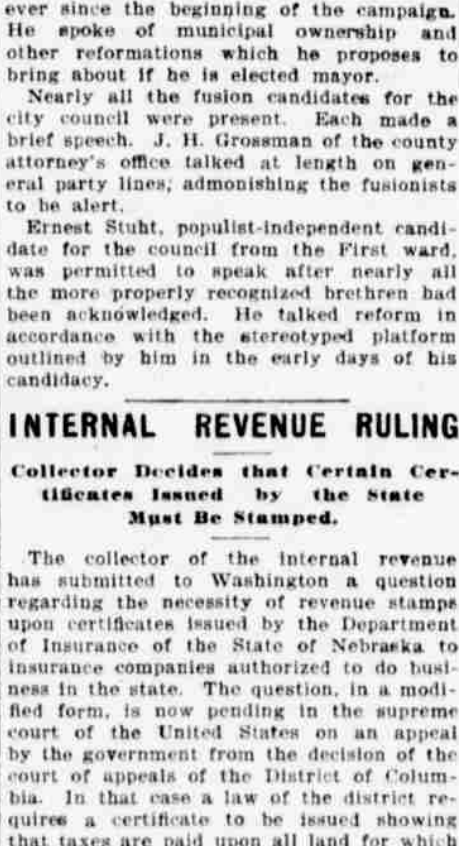 ever since the beginning of the campaign.
He spoke of municipal ownership and
other reformations which he proposes to
bring about if he is elected mayor.
Nearly all the fusion candidates for the
city council were present. Each made a
brief speech. J. H. Grossman of the county
attorney's office talked at length on gen-
eral party lines, admonishing the fusionists
to be alert.
Ernest Stuht, populist-independent candi-
date for the council from the First ward,
was permitted to speak after nearly all
the more properly recognized brethren had
been acknowledged. He talked reform in
accordance with the stereotyped platform
outlined by him in the early days of his
candidacy.
INTERNAL REVENUE RULING
Collector Decides that Certain Cer-
tificates Issued by the State
Must Be Stamped.
The collector of the internal revenue
has submitted to Washington a question
regarding the necessity of revenue stamps
upon certificates issued by the Department
of Insurance of the State of Nebraska to
insurance companies authorized to do busi-
ness in the state. The question, in a modi-
fied form, is now pending in the supreme
court of the United States on an appeal
by the government from the decision of the
court of appeals of the District of Colum-
bia. In that case a law of the district re-
quires a certificate to be issued showing
that taxes are paid upon all land for which